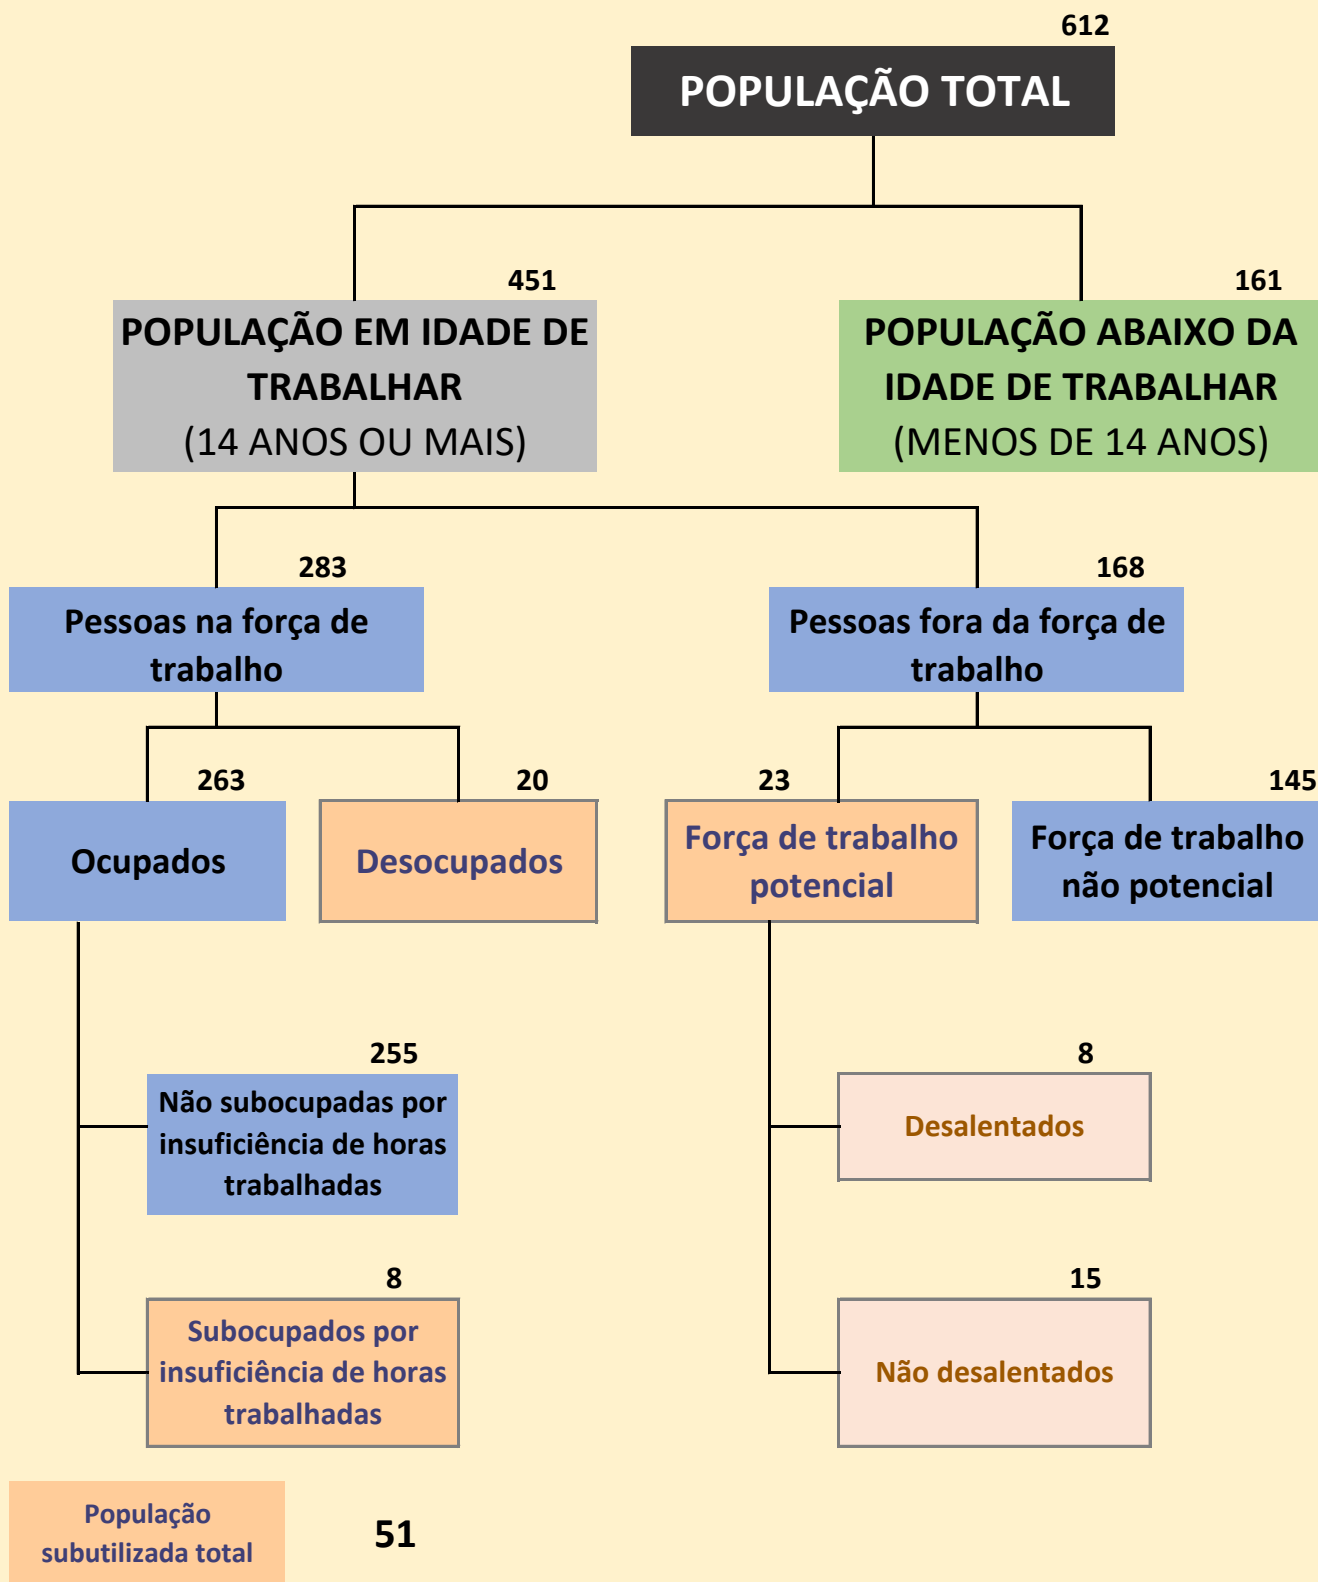 612
POPULAÇÃO TOTAL
451
POPULAÇÃO EM IDADE DE
TRABALHAR
(14 ANOS OU MAIS)
161
POPULAÇÃO ABAIXO DA
IDADE DE TRABALHAR
(MENOS DE 14 ANOS)
283
Pessoas na força de
trabalho
168
Pessoas fora da força de
trabalho
263
Ocupados
20
Desocupados
23
Força de trabalho
potencial
145
Força de trabalho
não potencial
255
Não subocupadas por
insuficiência de horas
trabalhadas
8
Desalentados
8
Subocupados por
insuficiência de horas
trabalhadas
15
Não desalentados
População
subutilizada total
51